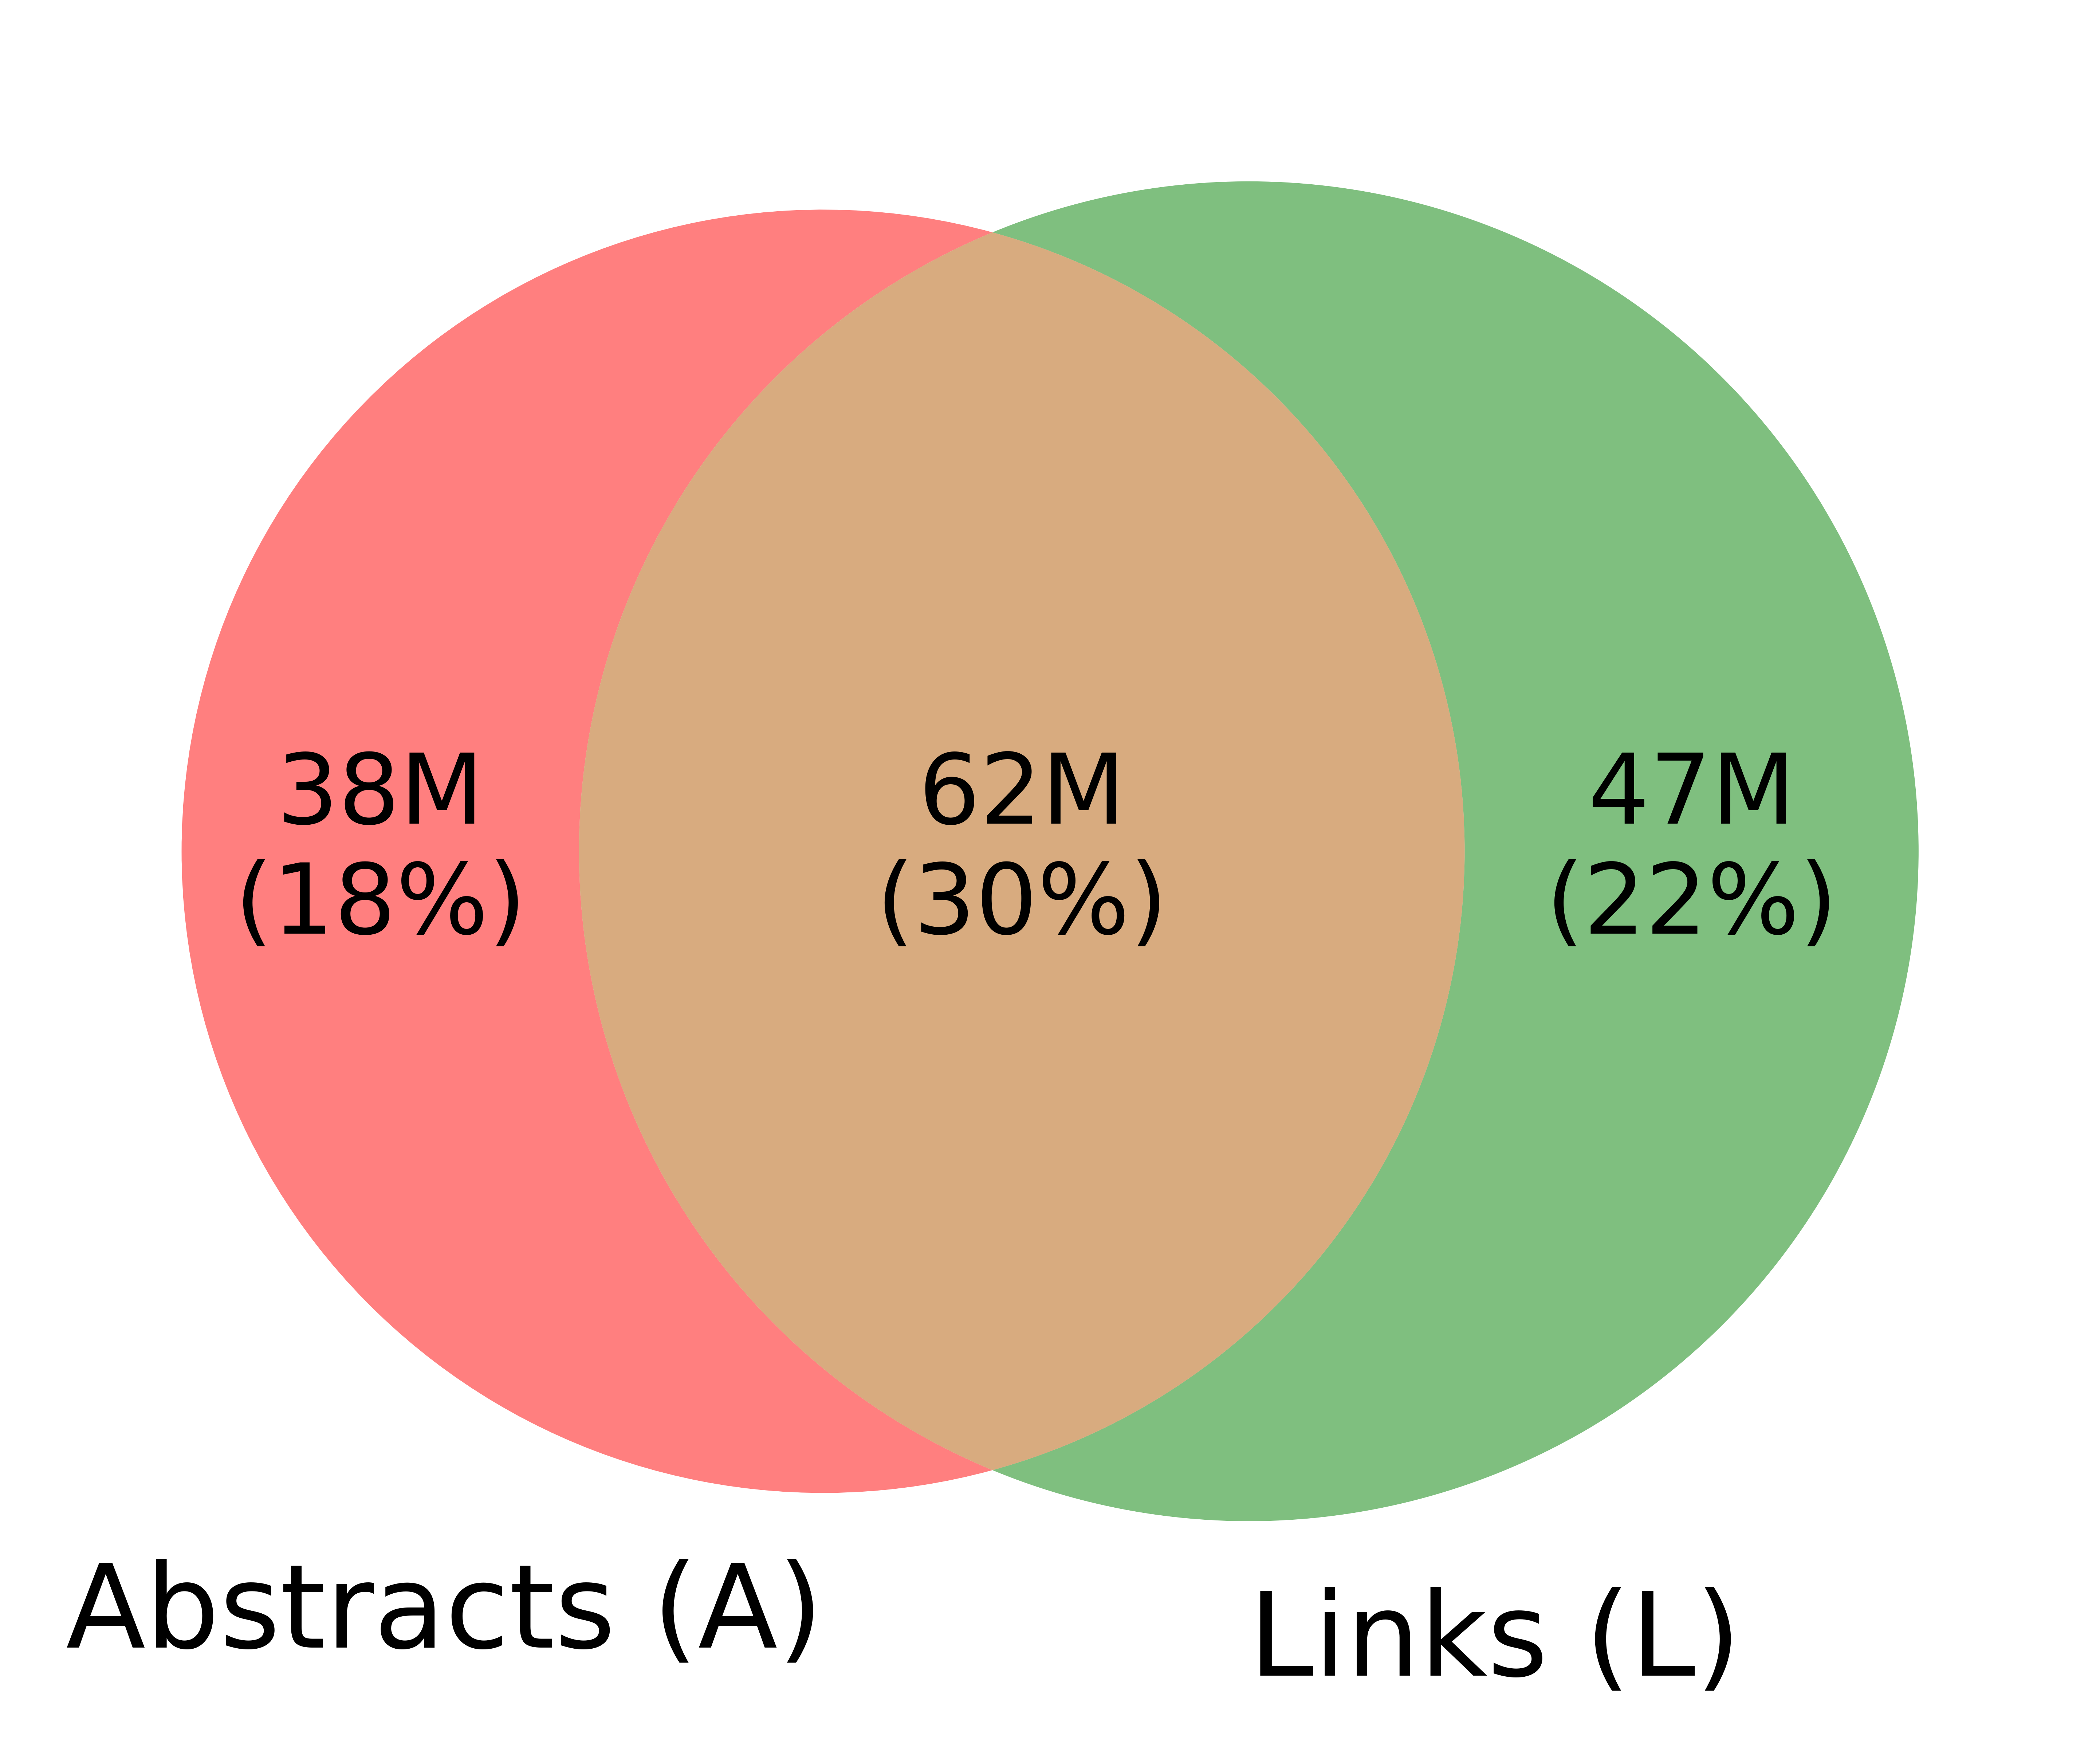 38M
(18%)
62M
(30%)
47M
(22%)
Abstracts (A)
Links (L)